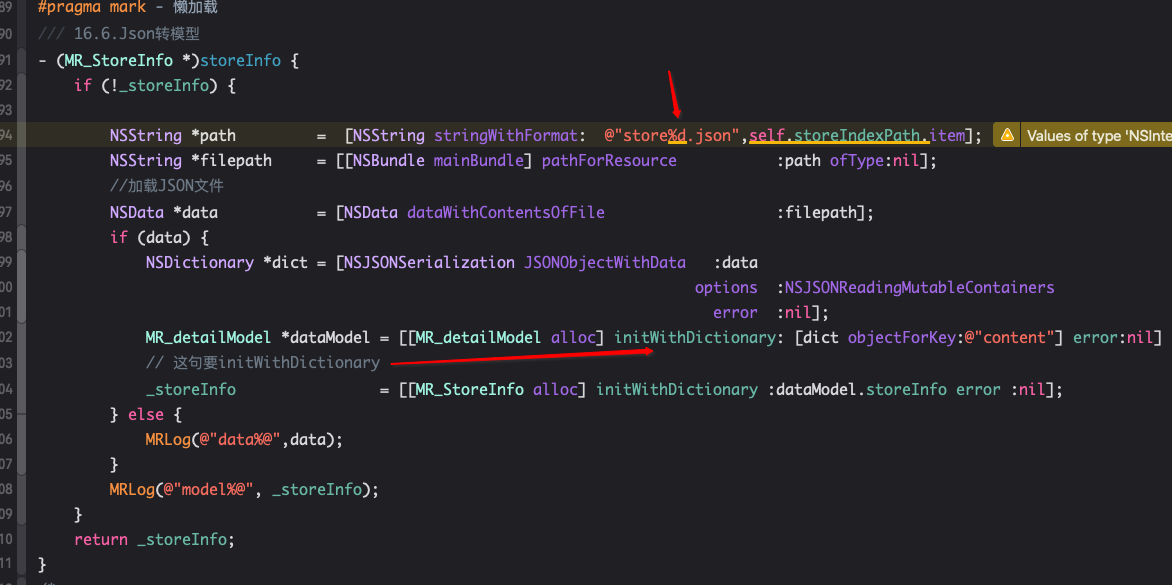 89 #pragma mark - 懒加载
90 /// 16.6.Json转模型
91 - (MR_StoreInfo *)storeInfo {
92 if (!_storeInfo) {
93
94 NSString *path = [NSString stringWithFormat: @"store%d.json",self.storeIndexPath.item]; Values of type 'NSInte
95 NSString *filepath = [[NSBundle mainBundle] pathForResource :path ofType:nil];
96 //加载JSON文件
97 NSData *data = [NSData dataWithContentsOfFile :filepath];
98 if (data) {
99 NSDictionary *dict = [NSJSONSerialization JSONObjectWithData :data
00 options :NSJSONReadingMutableContainers
01 error :nil];
02 MR_detailModel *dataModel = [[MR_detailModel alloc] initWithDictionary: [dict objectForKey:@"content"] error:nil]
03 // 这句要initWithDictionary
04 _storeInfo = [[MR_StoreInfo alloc] initWithDictionary :dataModel.storeInfo error :nil];
05 } else {
06 MRLog(@"data%@",data);
07 }
08 MRLog(@"model%@", _storeInfo);
09 }
10 return _storeInfo;
11 }